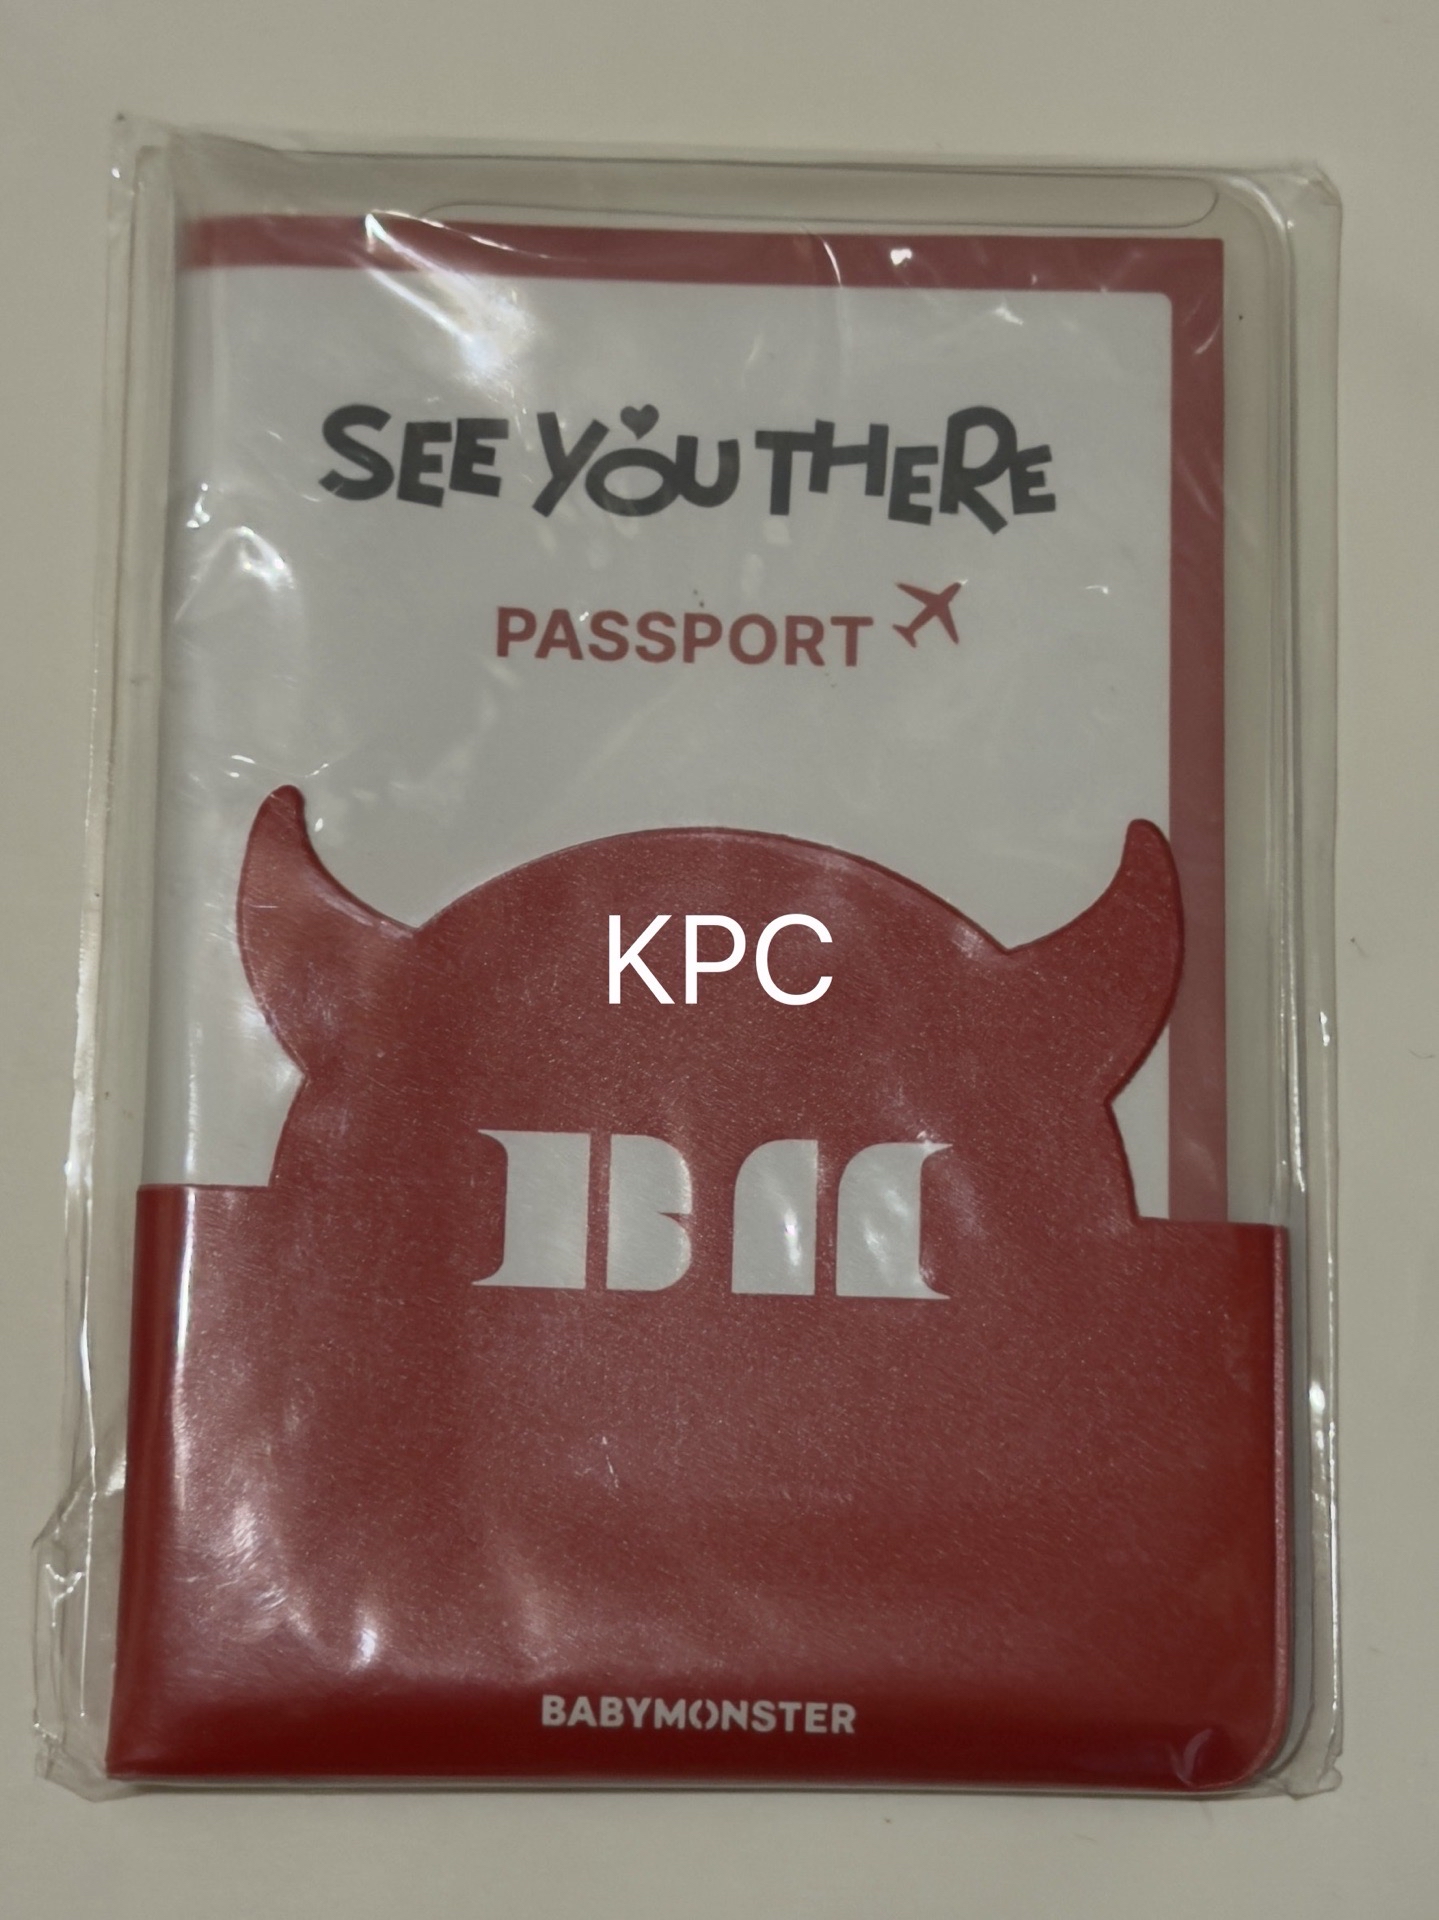 SEE YOU THERE
PASSPORT
KPC
BM
BABYMONSTER